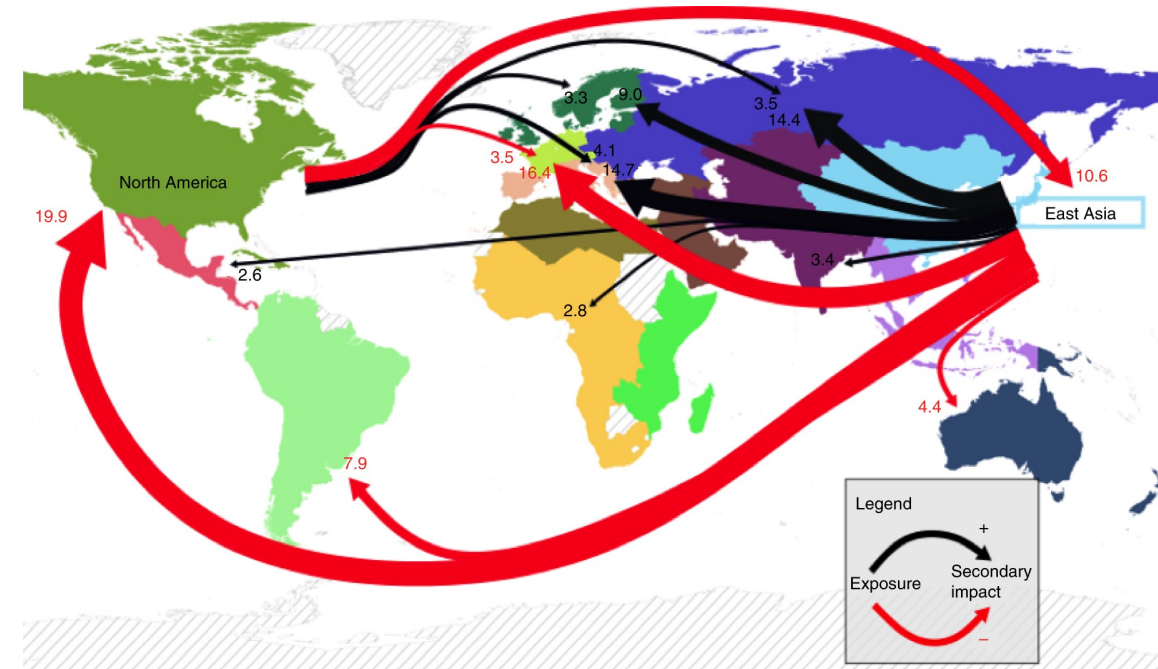 3.3
9.0
3.5
14.4
4.1
3.5
14.7
16.4
North America
10.6
19.9
East Asia
3.4
2.6
2.8
4.4
7.9
Legend
+
Exposure
Secondary
impact
–